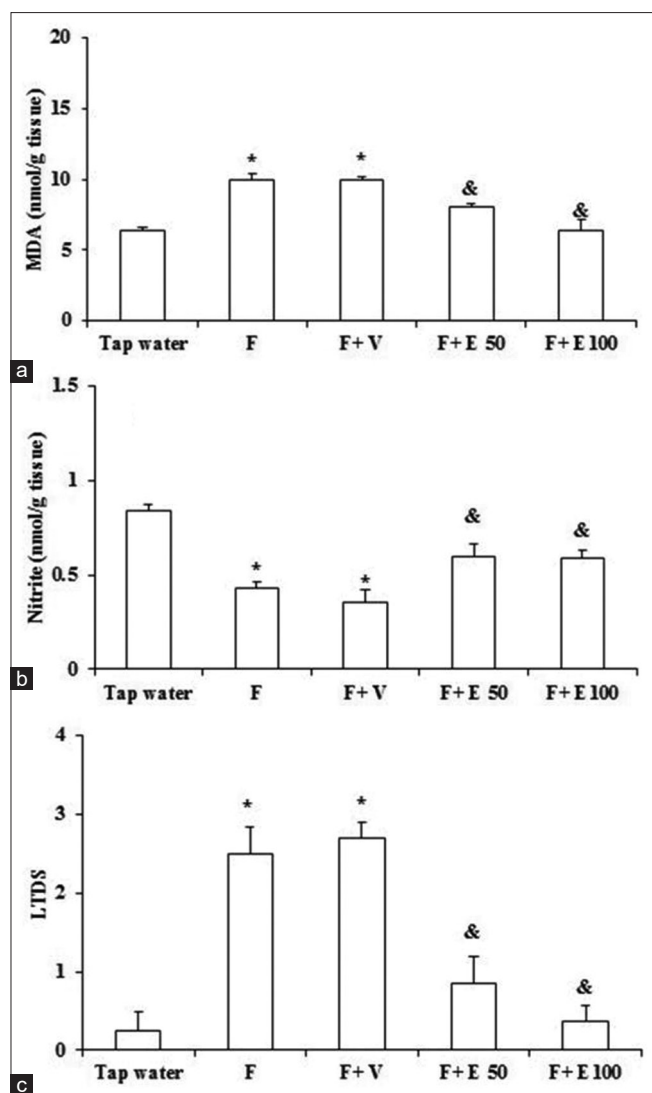 20
15
10
5
0
MDA (nmol/g tissue)
*
*
&
&
Tap water F F+ V F+ E 50 F+ E 100
a
1.5
1
0.5
0
Nitrite (nmol/g tissue)
*
*
&
&
Tap water F F+ V F+ E 50 F+ E 100
b
4
3
2
1
0
LTDS
*
*
&
&
Tap water F F+ V F+ E 50 F+ E 100
c